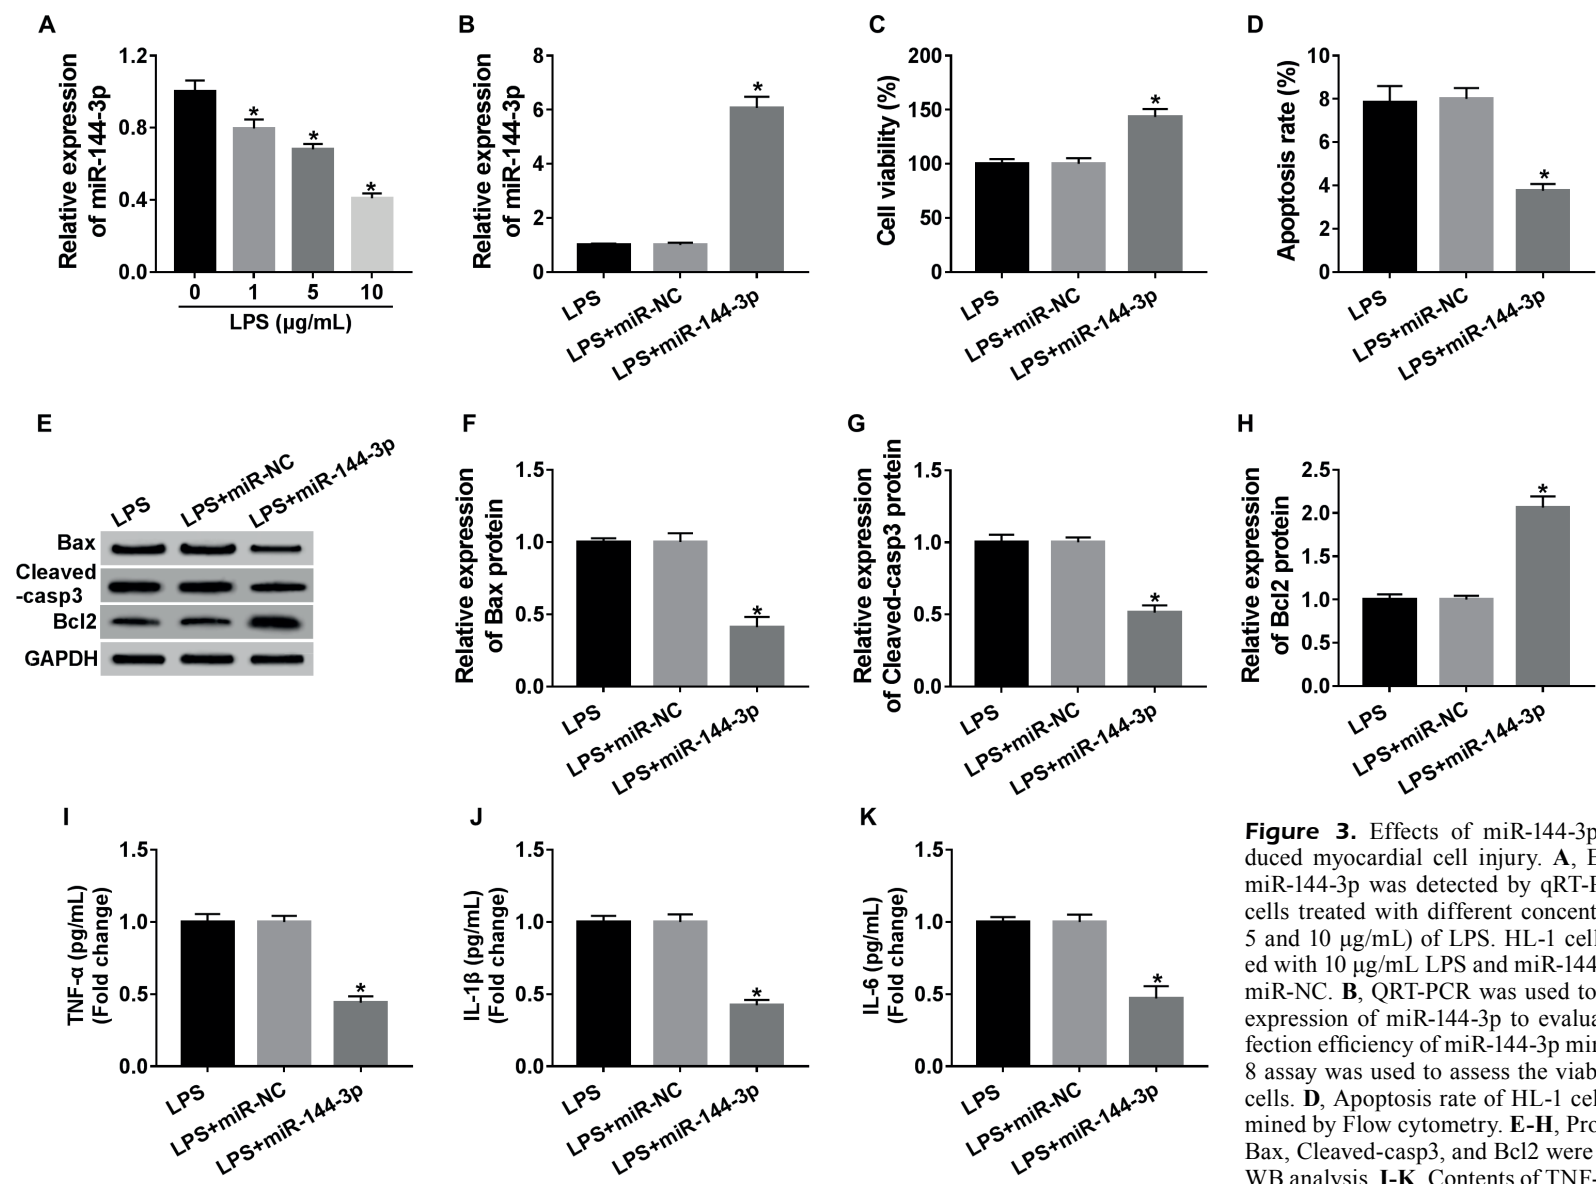 A
Relative expression
of miR-144-3p
1.2
0.8
0.4
0.0
*
*
*
0 1 5 10
LPS (μg/mL)
B
Relative expression
of miR-144-3p
8
6
4
2
0
*
LPS
LPS+miR-NC
LPS+miR-144-3p
C
Cell viability (%)
200
150
100
50
0
*
LPS
LPS+miR-NC
LPS+miR-144-3p
D
Apoptosis rate (%)
10
8
6
4
2
0
*
LPS
LPS+miR-NC
LPS+miR-144-3p
E
LPS
LPS+miR-NC
LPS+miR-144-3p
Bax
Cleaved
-casp3
Bcl2
GAPDH
F
Relative expression
of Bax protein
1.5
1.0
0.5
0.0
*
LPS
LPS+miR-NC
LPS+miR-144-3p
G
Relative expression
of Cleaved-casp3 protein
1.5
1.0
0.5
0.0
*
LPS
LPS+miR-NC
LPS+miR-144-3p
H
Relative expression
of Bcl2 protein
2.5
2.0
1.5
1.0
0.5
0.0
*
LPS
LPS+miR-NC
LPS+miR-144-3p
I
TNF-α (pg/mL)
(Fold change)
1.5
1.0
0.5
0.0
*
LPS
LPS+miR-NC
LPS+miR-144-3p
J
IL-1β (pg/mL)
(Fold change)
1.5
1.0
0.5
0.0
*
LPS
LPS+miR-NC
LPS+miR-144-3p
K
IL-6 (pg/mL)
(Fold change)
1.5
1.0
0.5
0.0
*
LPS
LPS+miR-NC
LPS+miR-144-3p
Figure 3. Effects of miR-144-3p
duced myocardial cell injury. A, E
miR-144-3p was detected by qRT-P
cells treated with different concent
5 and 10 μg/mL) of LPS. HL-1 cell
ed with 10 μg/mL LPS and miR-144
miR-NC. B, QRT-PCR was used to
expression of miR-144-3p to evalua
fection efficiency of miR-144-3p min
8 assay was used to assess the viab
cells. D, Apoptosis rate of HL-1 cel
mined by Flow cytometry. E-H, Pro
Bax, Cleaved-casp3, and Bcl2 were
WB analysis. I-K, Contents of TNF-